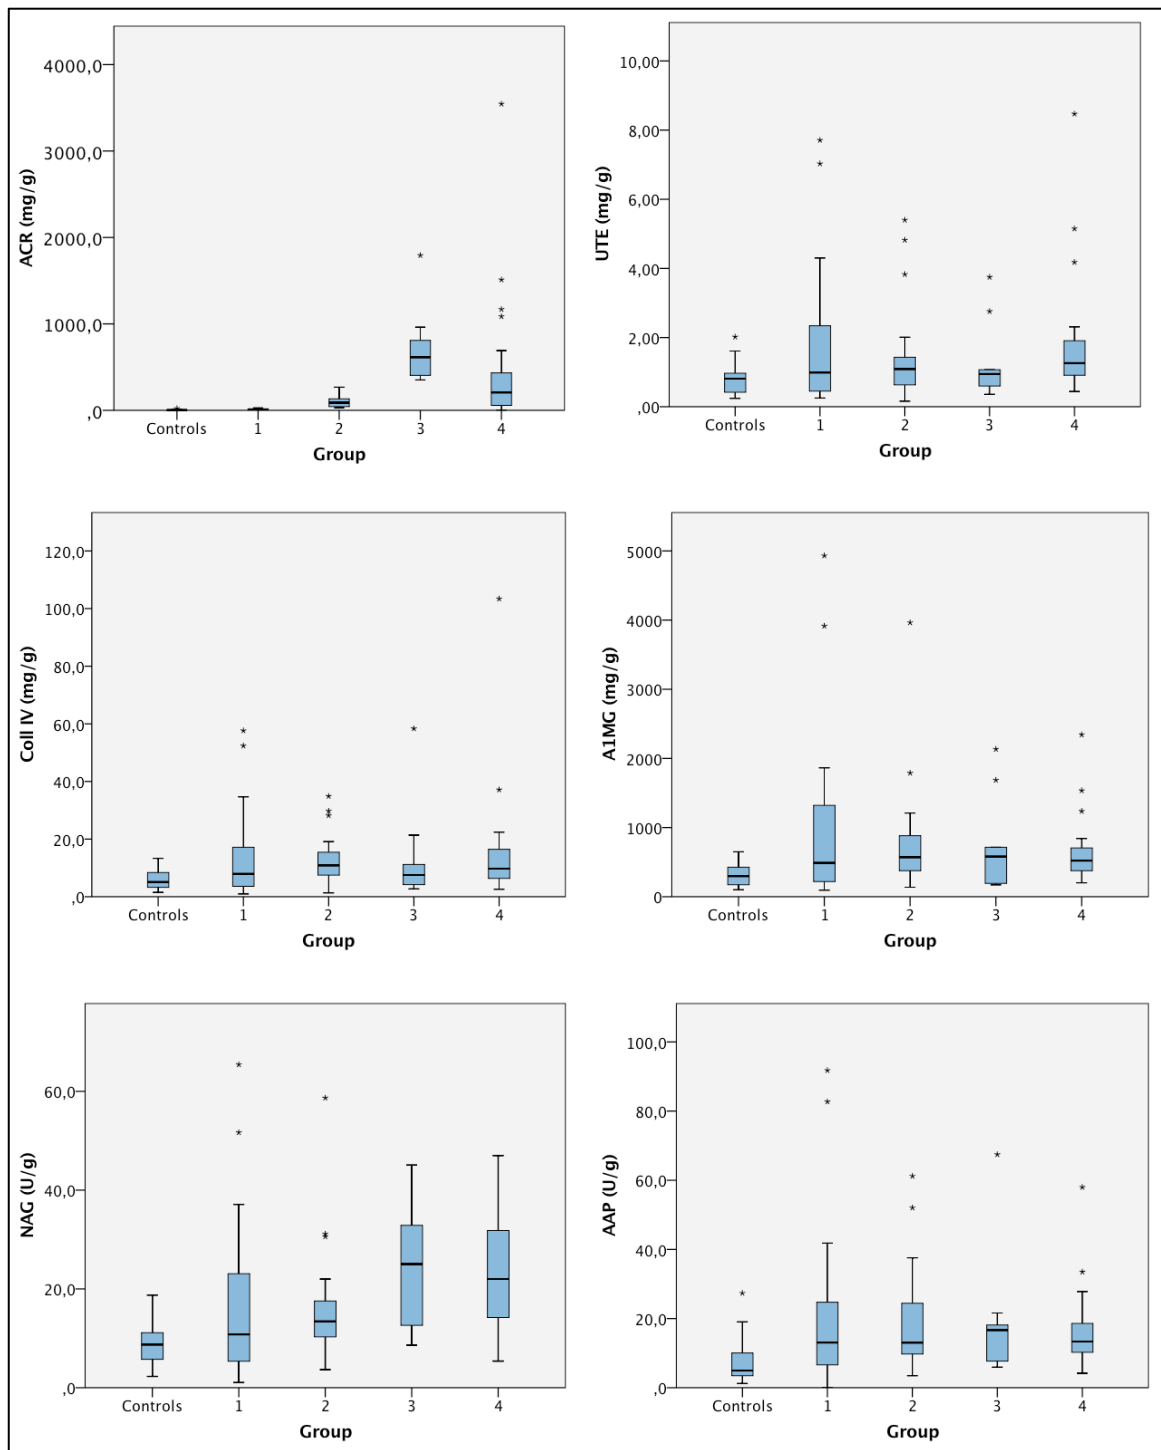 ACR (mg/g)
4000,0
3000,0
2000,0
1000,0
,0
Controls 1 2 3 4
Group
UTE (mg/g)
10,00
8,00
6,00
4,00
2,00
,00
Controls 1 2 3 4
Group
Coll IV (mg/g)
120,0
100,0
80,0
60,0
40,0
20,0
,0
Controls 1 2 3 4
Group
A1MG (mg/g)
5000
4000
3000
2000
1000
0
Controls 1 2 3 4
Group
NAG (U/g)
60,0
40,0
20,0
,0
Controls 1 2 3 4
Group
AAP (U/g)
100,0
80,0
60,0
40,0
20,0
,0
Controls 1 2 3 4
Group